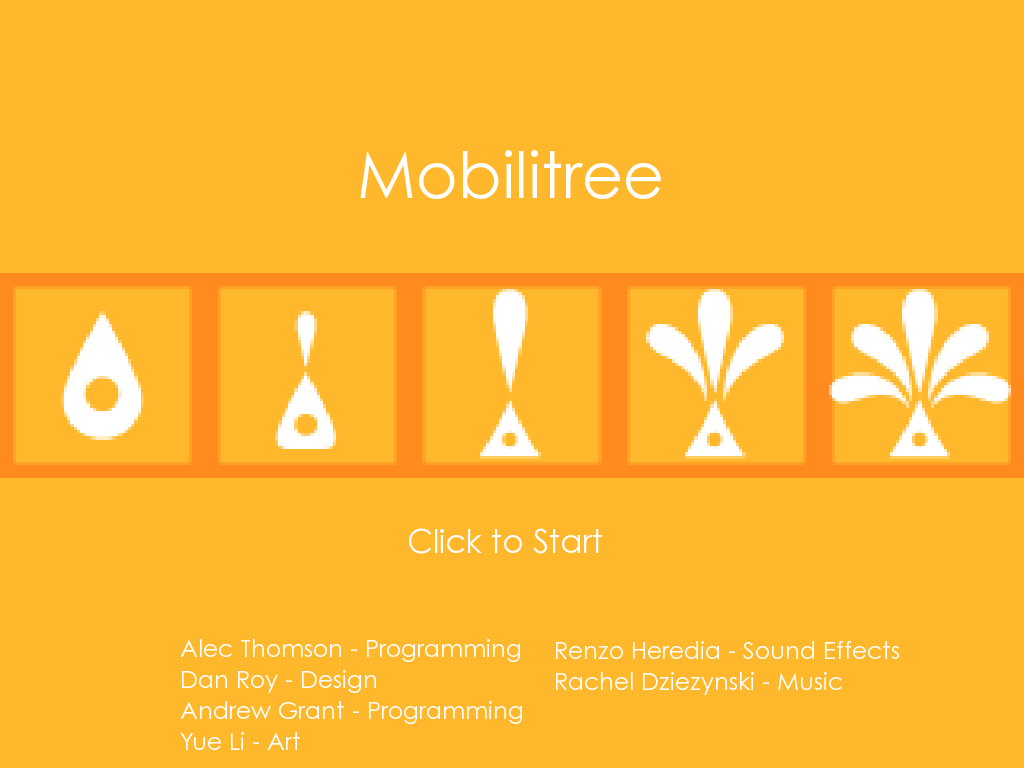 Mobilitree
Click to Start
Alec Thomson - Programming
Dan Roy - Design
Andrew Grant - Programming
Yue Li - Art
Renzo Heredia - Sound Effects
Rachel Dziezynski - Music